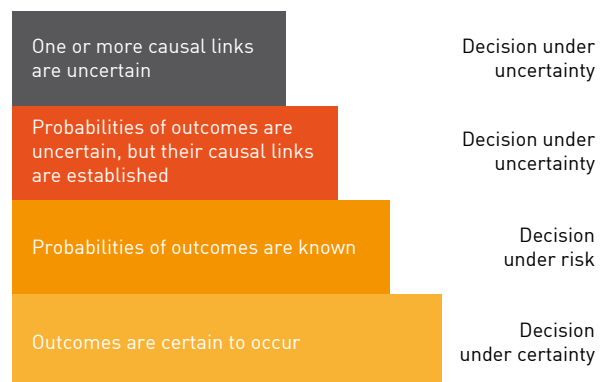 One or more causal links
are uncertain
Decision under
uncertainty
Probabilities of outcomes are
uncertain, but their causal links
are established
Decision under
uncertainty
Probabilities of outcomes are known
Decision
under risk
Outcomes are certain to occur
Decision
under certainty